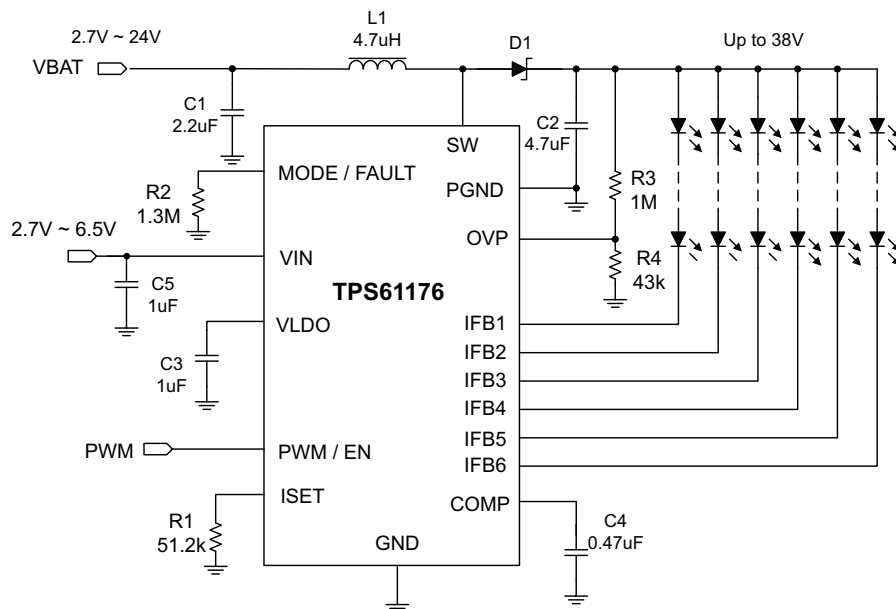 L1
4.7uH
2.7V ~ 24V
VBAT
D1
Up to 38V
C1
2.2uF
C2
4.7uF
SW
MODE / FAULT
R2
1.3M
PGND
R3
1M
2.7V ~ 6.5V
OVP
VIN
R4
43k
C5
1uF
TPS61176
VLDO
IFB1
C3
1uF
IFB2
IFB3
IFB4
IFB5
PWM
PWM / EN
IFB6
ISET
COMP
R1
51.2k
C4
0.47uF
GND